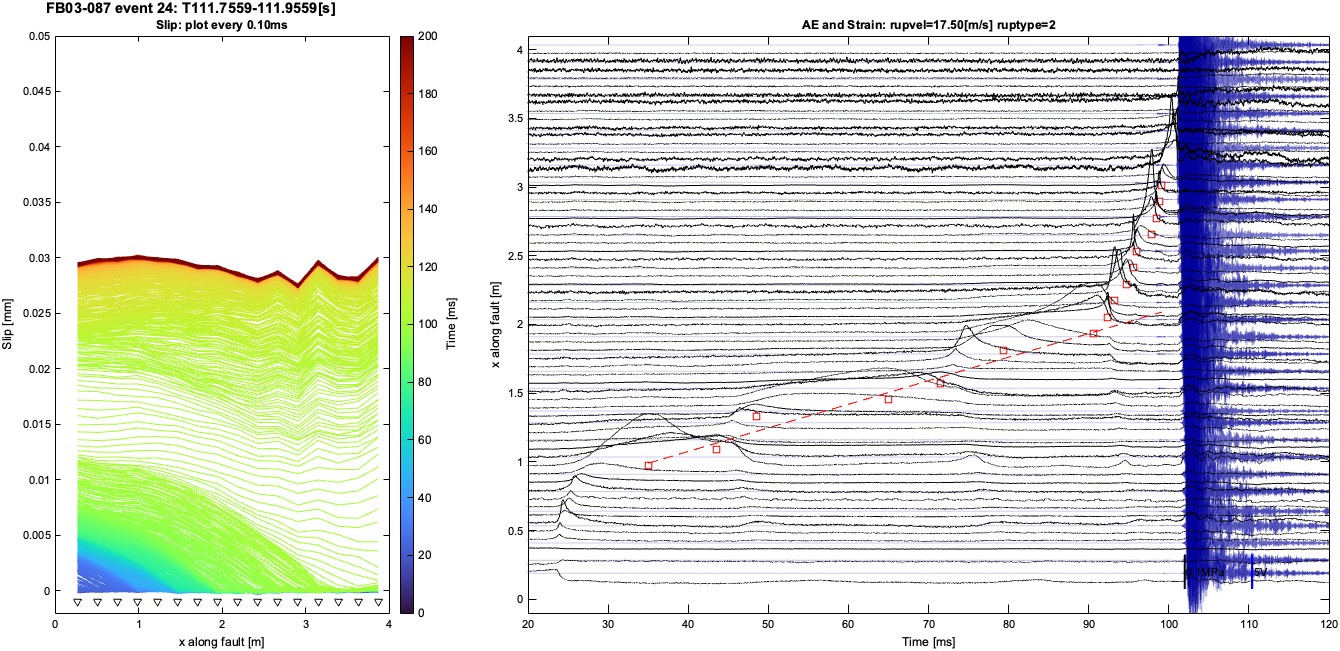 FB03-087 event 24: T111.7559-111.9559[s]
Slip: plot every 0.10ms
Slip [mm]
0.05
0.045
0.04
0.035
0.03
0.025
0.02
0.015
0.01
0.005
0
0 1 2 3 4
x along fault [m]
200
180
160
140
120
100
80
60
40
20
0
Time [ms]
AE and Strain: rupvel=17.50[m/s] ruptype=2
x along fault [m]
4
3.5
3
2.5
2
1.5
1
0.5
0
5V
20 30 40 50 60 70 80 90 100 110 120
Time [ms]